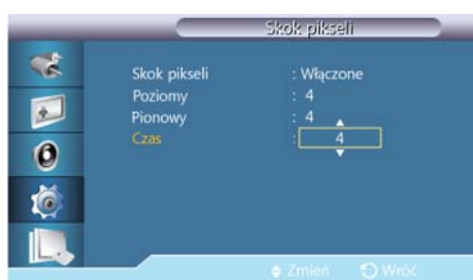 Skok pikseli
Skok pikseli : Włączone
Poziomy : 4
Pionowy : 4
Czas : 4
Zmień Wróć